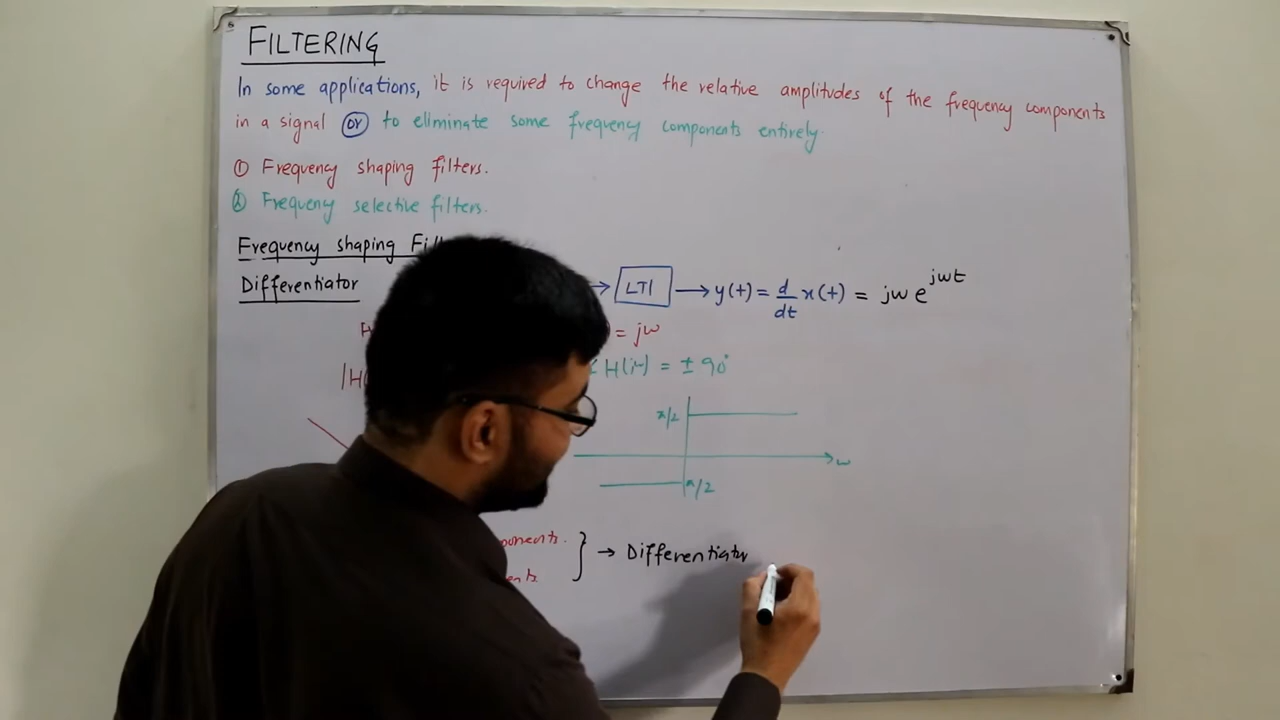 FILTERING
In some applications, it is required to change the relative amplitudes of the frequency components
in a signal or to eliminate some frequency components entirely.
① Frequency shaping filters.
② Frequency selective filters.
Frequency shaping Fil
Differentiator → LTI → y(t) = d/dt x(t) = jw e^jwt
= jw
H(jw) = ± 90°
π/2
w
π/2
ponents.
ents. } → Differentiator